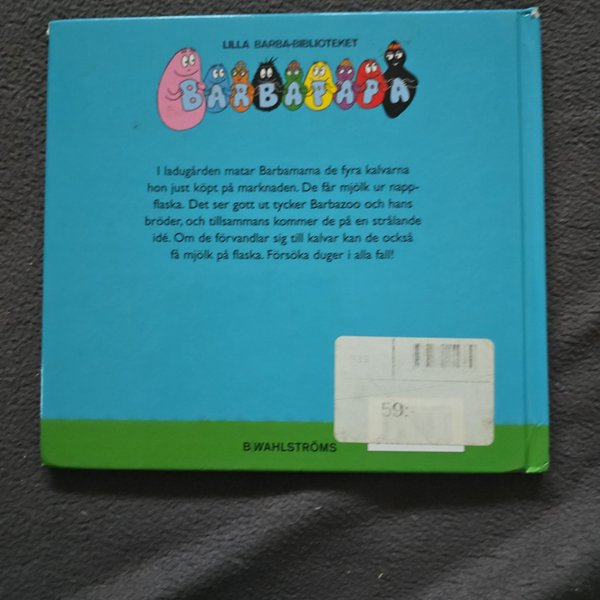 LILLA BARBA-BIBLIOTEKET
BARBAPAPA
I ladugården matar Barbamama de fyra kalvarna
hon just köpt på marknaden. De får mjölk ur napp-
flaska. Det ser gott ut tycker Barbazoo och hans
bröder, och tillsammans kommer de på en strålande
idé. Om de förvandlar sig till kalvar kan de också
få mjölk på flaska. Försöka duger i alla fall!
59:-
B WAHLSTRÖMS